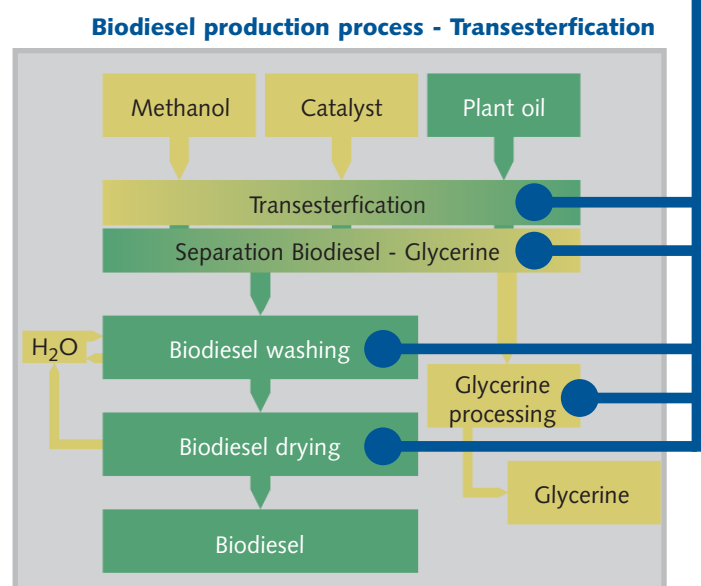 Biodiesel production process - Transesterfication
Methanol
Catalyst
Plant oil
Transesterfication
Separation Biodiesel - Glycerine
H₂O
Biodiesel washing
Glycerine
processing
Biodiesel drying
Glycerine
Biodiesel